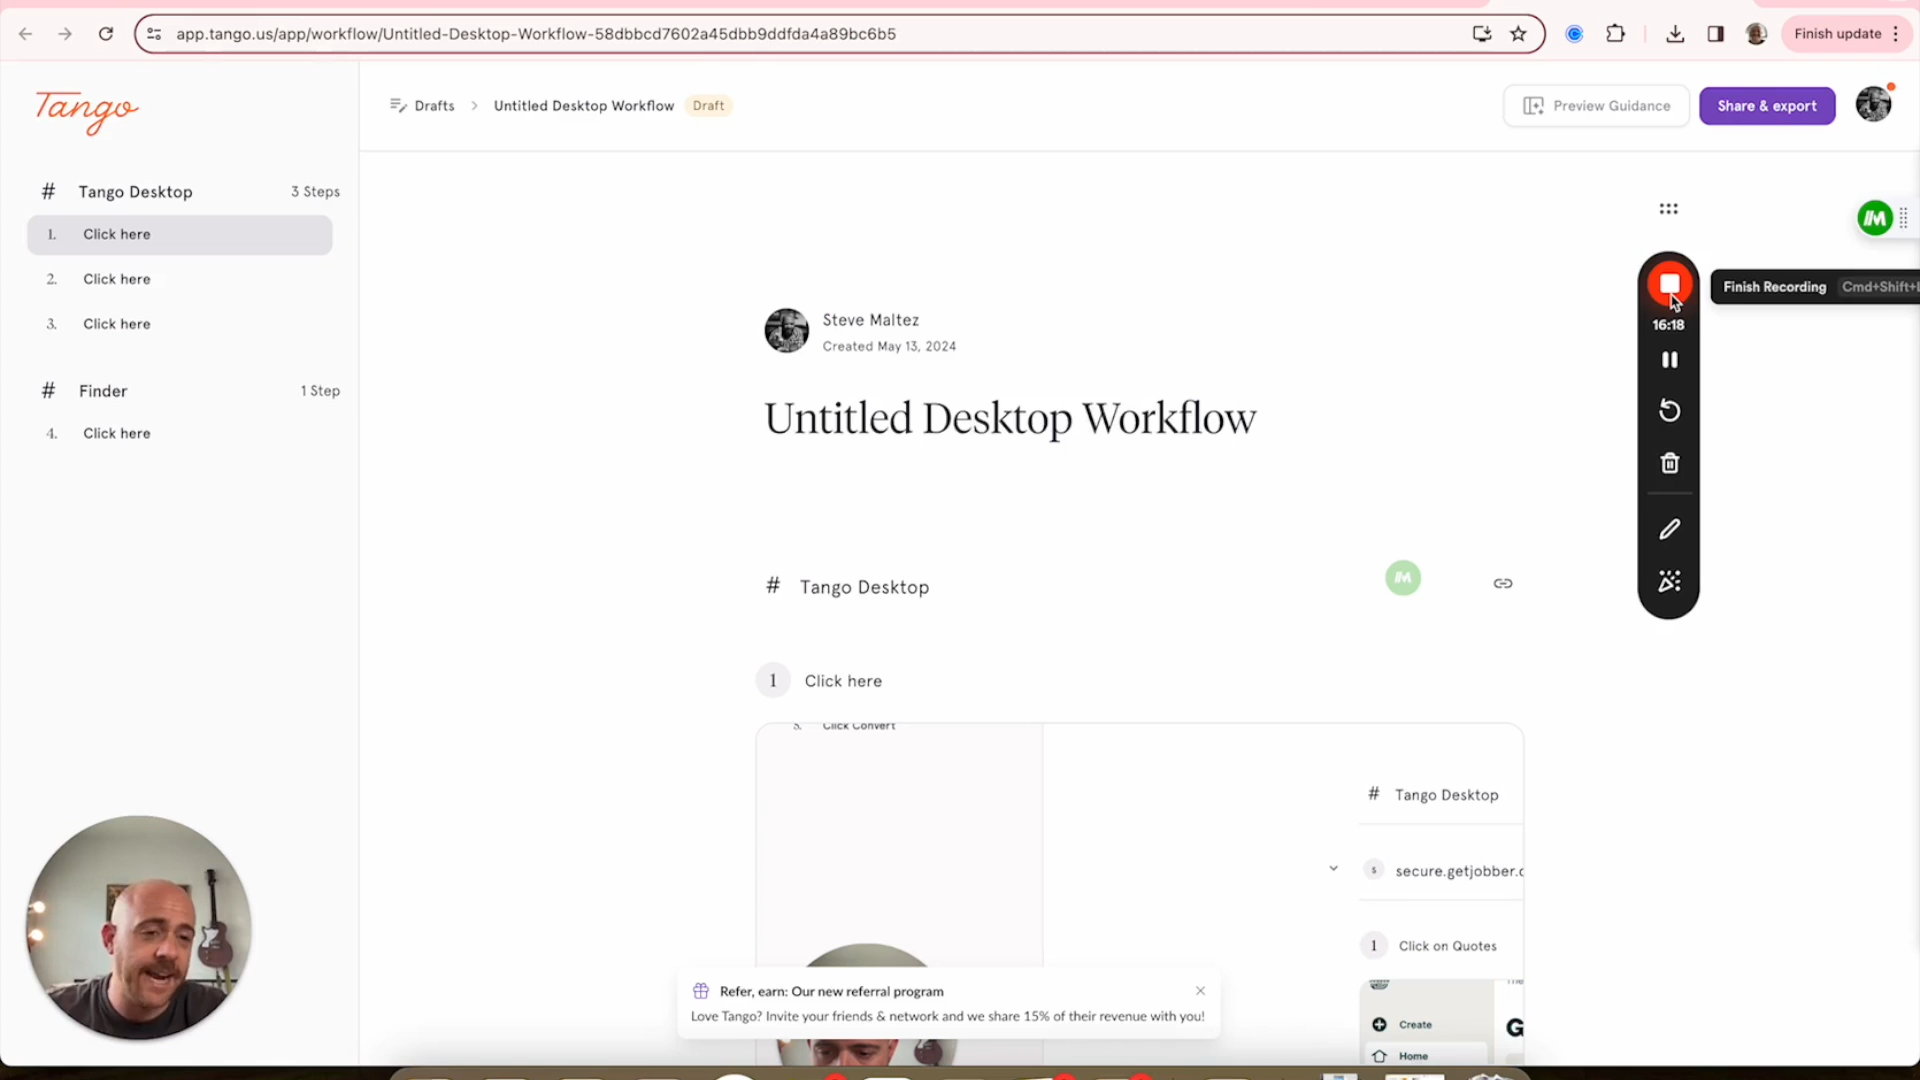 app.tango.us/app/workflow/Untitled-Desktop-Workflow-58dbbcd7602a45dbb9ddfda4a89bc6b5
Finish update
Tango
Drafts > Untitled Desktop Workflow Draft
Preview Guidance
Share & export
# Tango Desktop 3 Steps
1. Click here
2. Click here
3. Click here
# Finder 1 Step
4. Click here
Steve Maltez
Created May 13, 2024
Untitled Desktop Workflow
Finish Recording Cmd+Shift+
16:18
# Tango Desktop
1 Click here
Click Convert
# Tango Desktop
5 secure.getjobber.c
1 Click on Quotes
Create
G
Home
Refer, earn: Our new referral program
Love Tango? Invite your friends & network and we share 15% of their revenue with you!